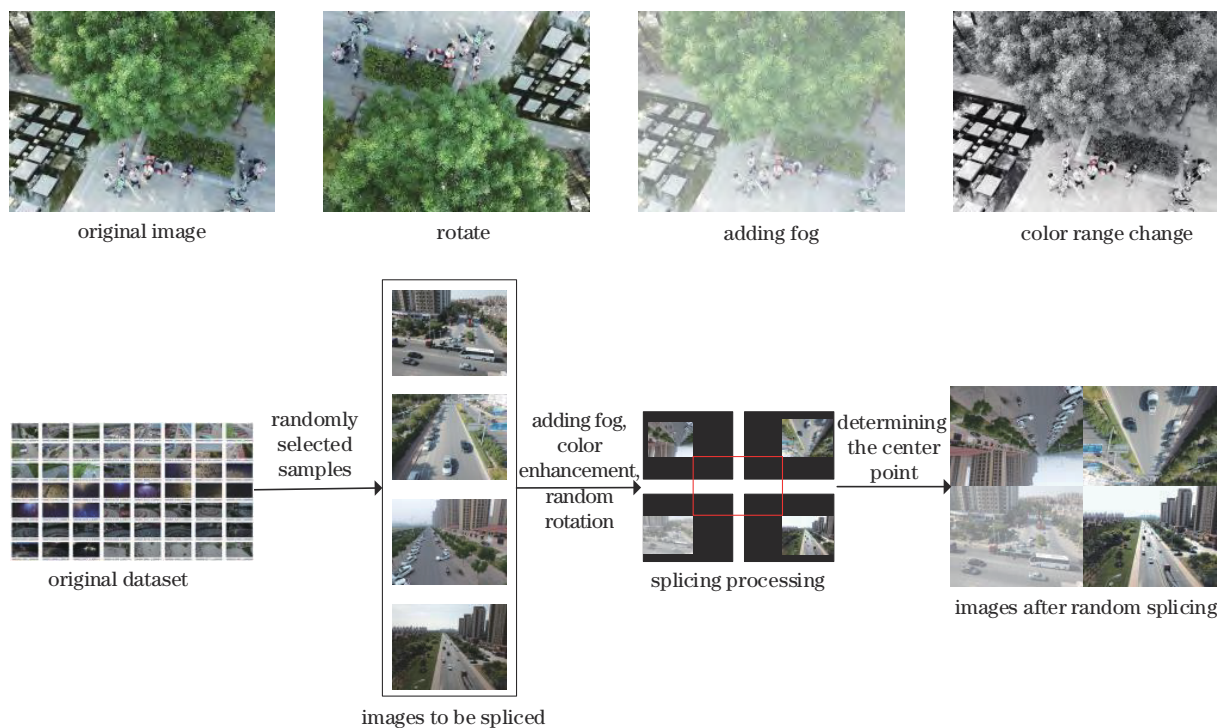 original image
rotate
adding fog
color range change
randomly
selected
samples
adding fog,
color
enhancement,
random
rotation
determining
the center
point
original dataset
splicing processing
images after random splicing
images to be spliced